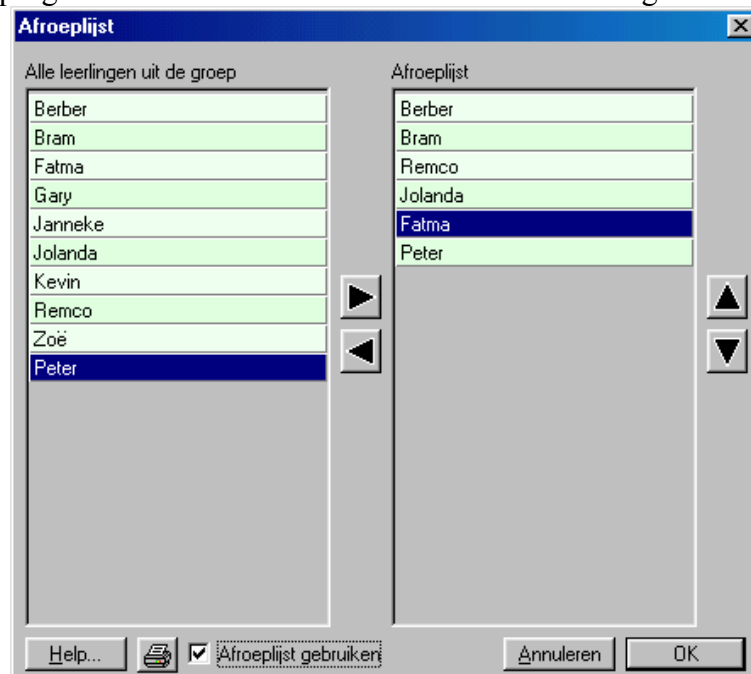 Afroeplijst
Alle leerlingen uit de groep
Berber
Bram
Fatma
Gary
Janneke
Jolanda
Kevin
Remco
Zoë
Peter
Afroeplijst
Berber
Bram
Remco
Jolanda
Fatma
Peter
Help...
Afroeplijst gebruiken
Annuleren
OK